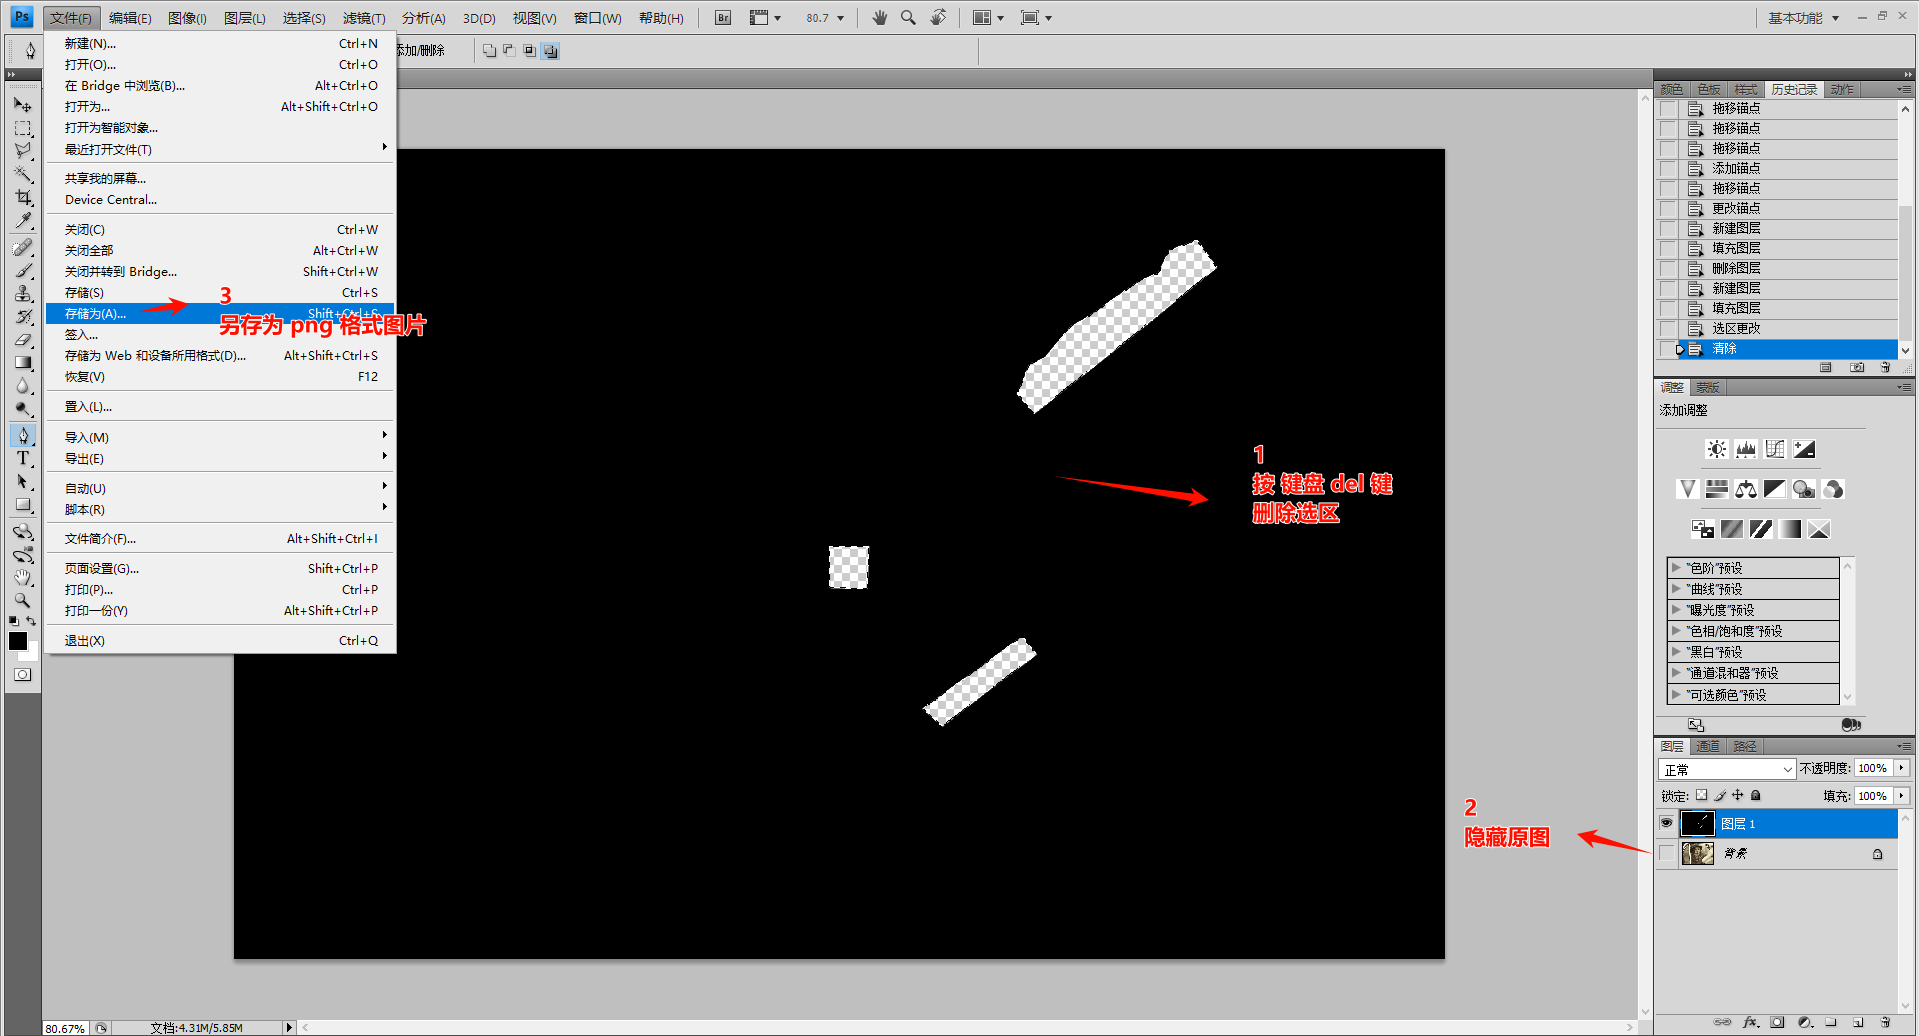 Ps 文件(F) 编辑(E) 图像(I) 图层(L) 选择(S) 滤镜(T) 分析(A) 3D(D) 视图(V) 窗口(W) 帮助(H) Br 80.7 基本功能
添加/删除
新建(N)... Ctrl+N
打开(O)... Ctrl+O
在 Bridge 中浏览(B)... Alt+Ctrl+O
打开为... Alt+Shift+Ctrl+O
打开为智能对象...
最近打开文件(T)
共享我的屏幕...
Device Central...
关闭(C) Ctrl+W
关闭全部 Alt+Ctrl+W
关闭并转到 Bridge... Shift+Ctrl+W
存储(S) Ctrl+S
存储为(A)... Shift+Ctrl+S
签入...
存储为 Web 和设备所用格式(D)... Alt+Shift+Ctrl+S
恢复(V) F12
置入(L)...
导入(M)
导出(E)
自动(U)
脚本(R)
文件简介(F)... Alt+Shift+Ctrl+I
页面设置(G)... Shift+Ctrl+P
打印(P)... Ctrl+P
打印一份(Y) Alt+Shift+Ctrl+P
退出(X) Ctrl+Q
3
另存为 png 格式图片
1
按 键盘 del 键
删除选区
2
隐藏原图
颜色 色板 样式 历史记录 动作
拖移锚点
拖移锚点
拖移锚点
添加锚点
拖移锚点
更改锚点
新建图层
填充图层
删除图层
新建图层
填充图层
选区更改
清除
调整 蒙版
添加调整
"色阶"预设
"曲线"预设
"曝光度"预设
"色相/饱和度"预设
"黑白"预设
"通道混和器"预设
"可选颜色"预设
图层 通道 路径
正常 不透明度: 100%
锁定: 填充: 100%
图层 1
背景
80.67% 文档:4.31M/5.85M